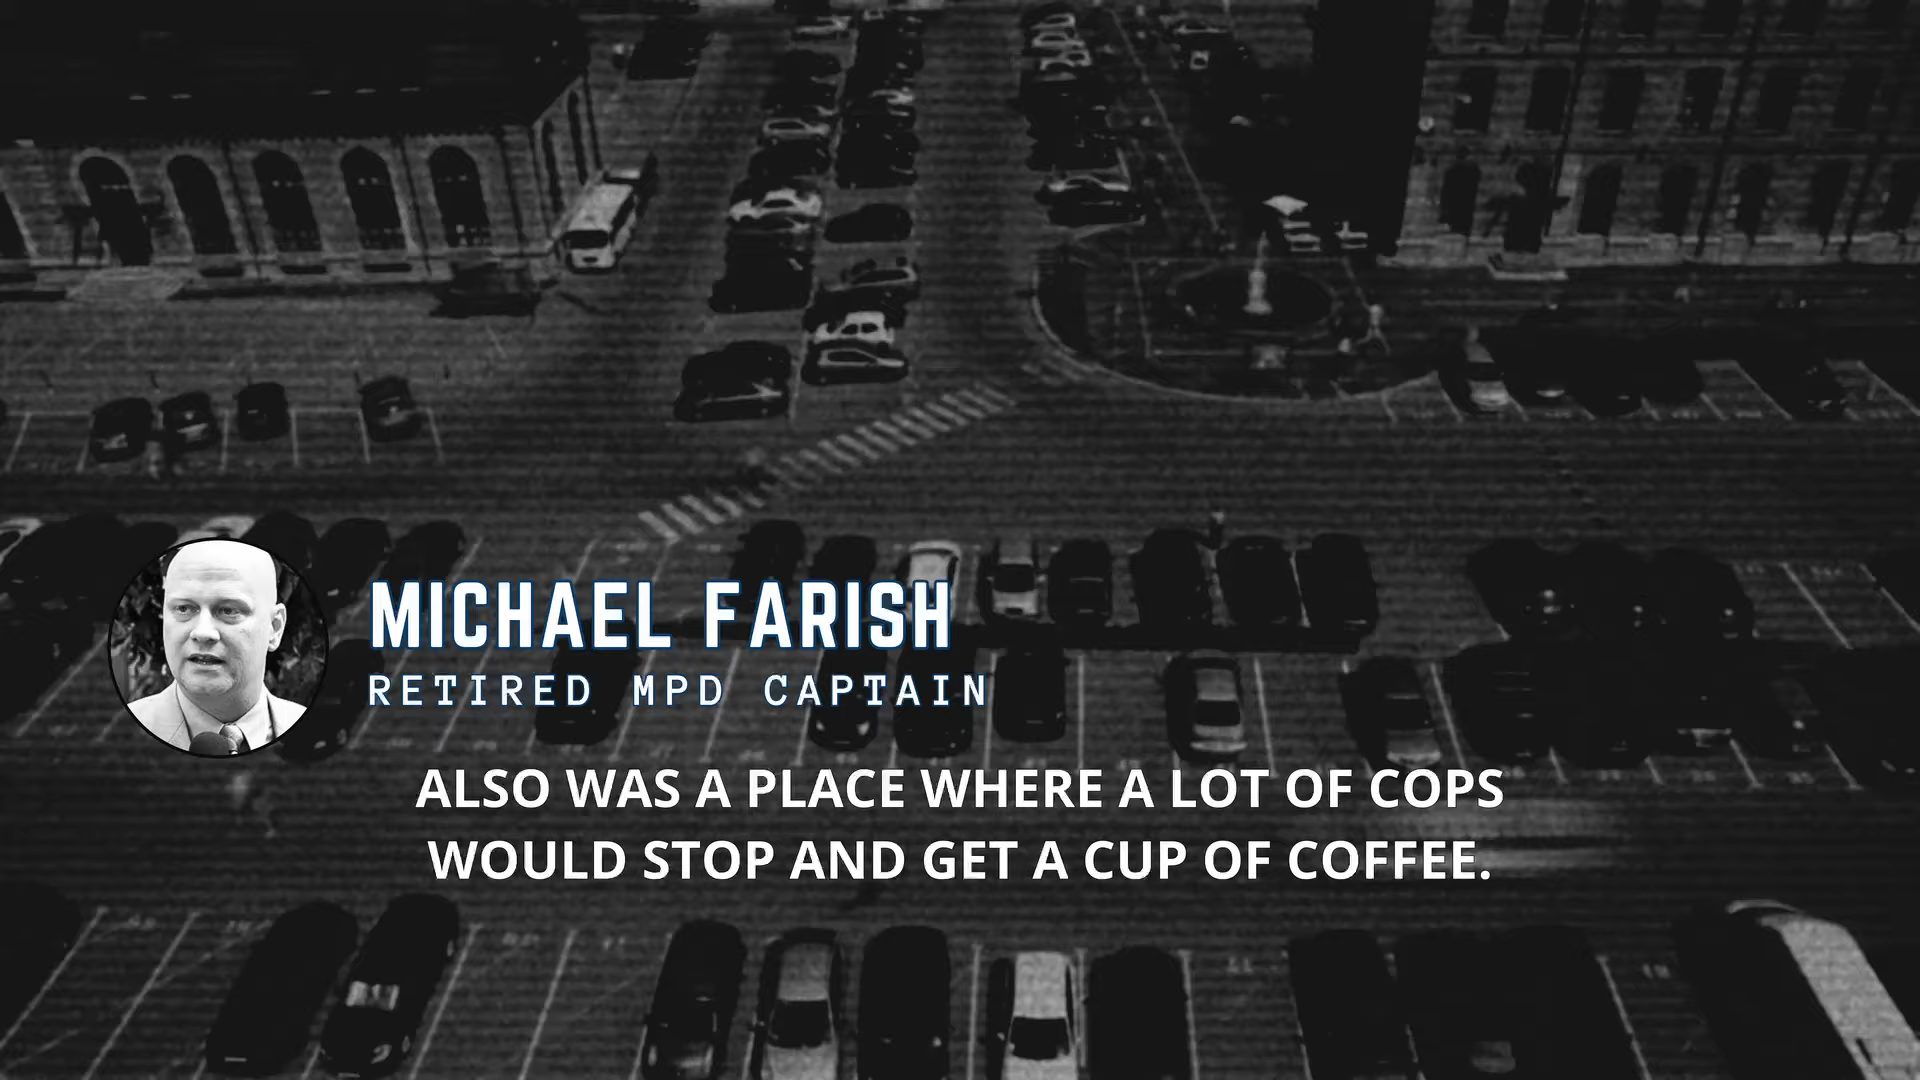 MICHAEL FARISH
RETIRED MPD CAPTAIN
ALSO WAS A PLACE WHERE A LOT OF COPS
WOULD STOP AND GET A CUP OF COFFEE.